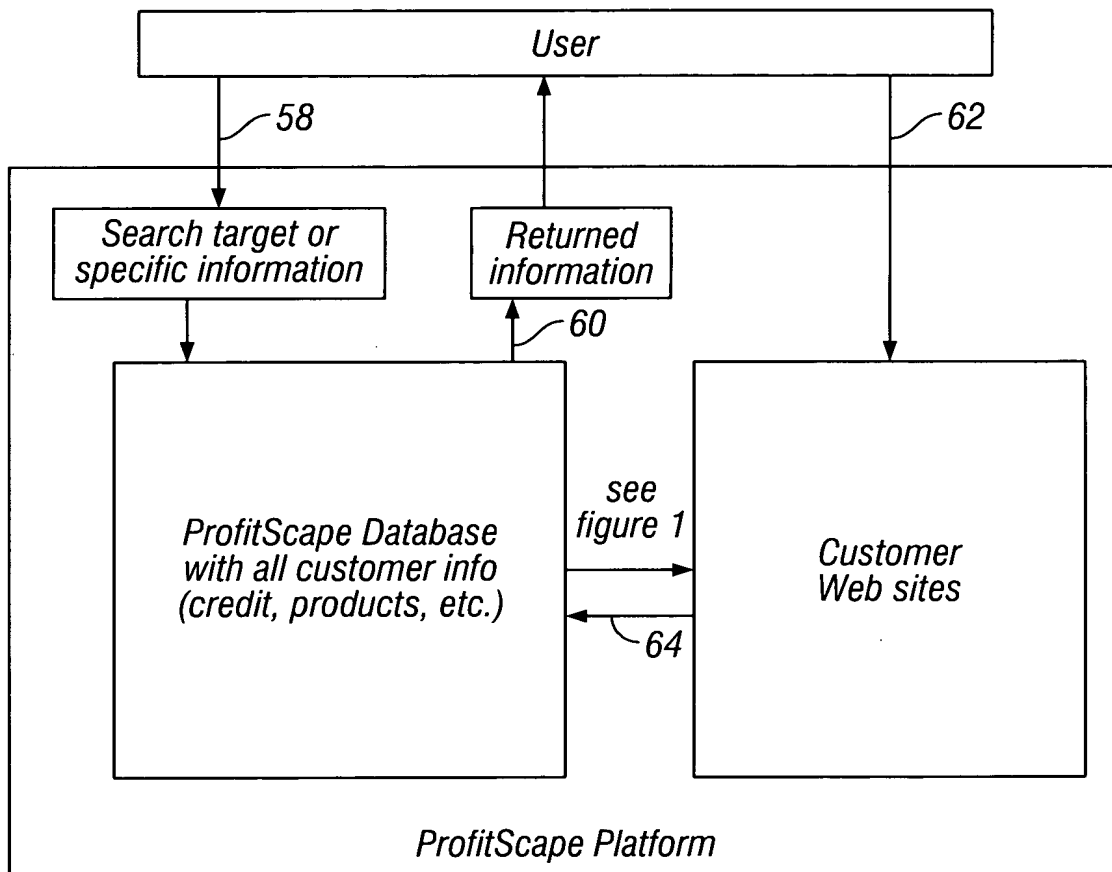 User
58
62
Search target or
specific information
Returned
information
60
ProfitScape Database
with all customer info
(credit, products, etc.)
see
figure 1
64
Customer
Web sites
ProfitScape Platform